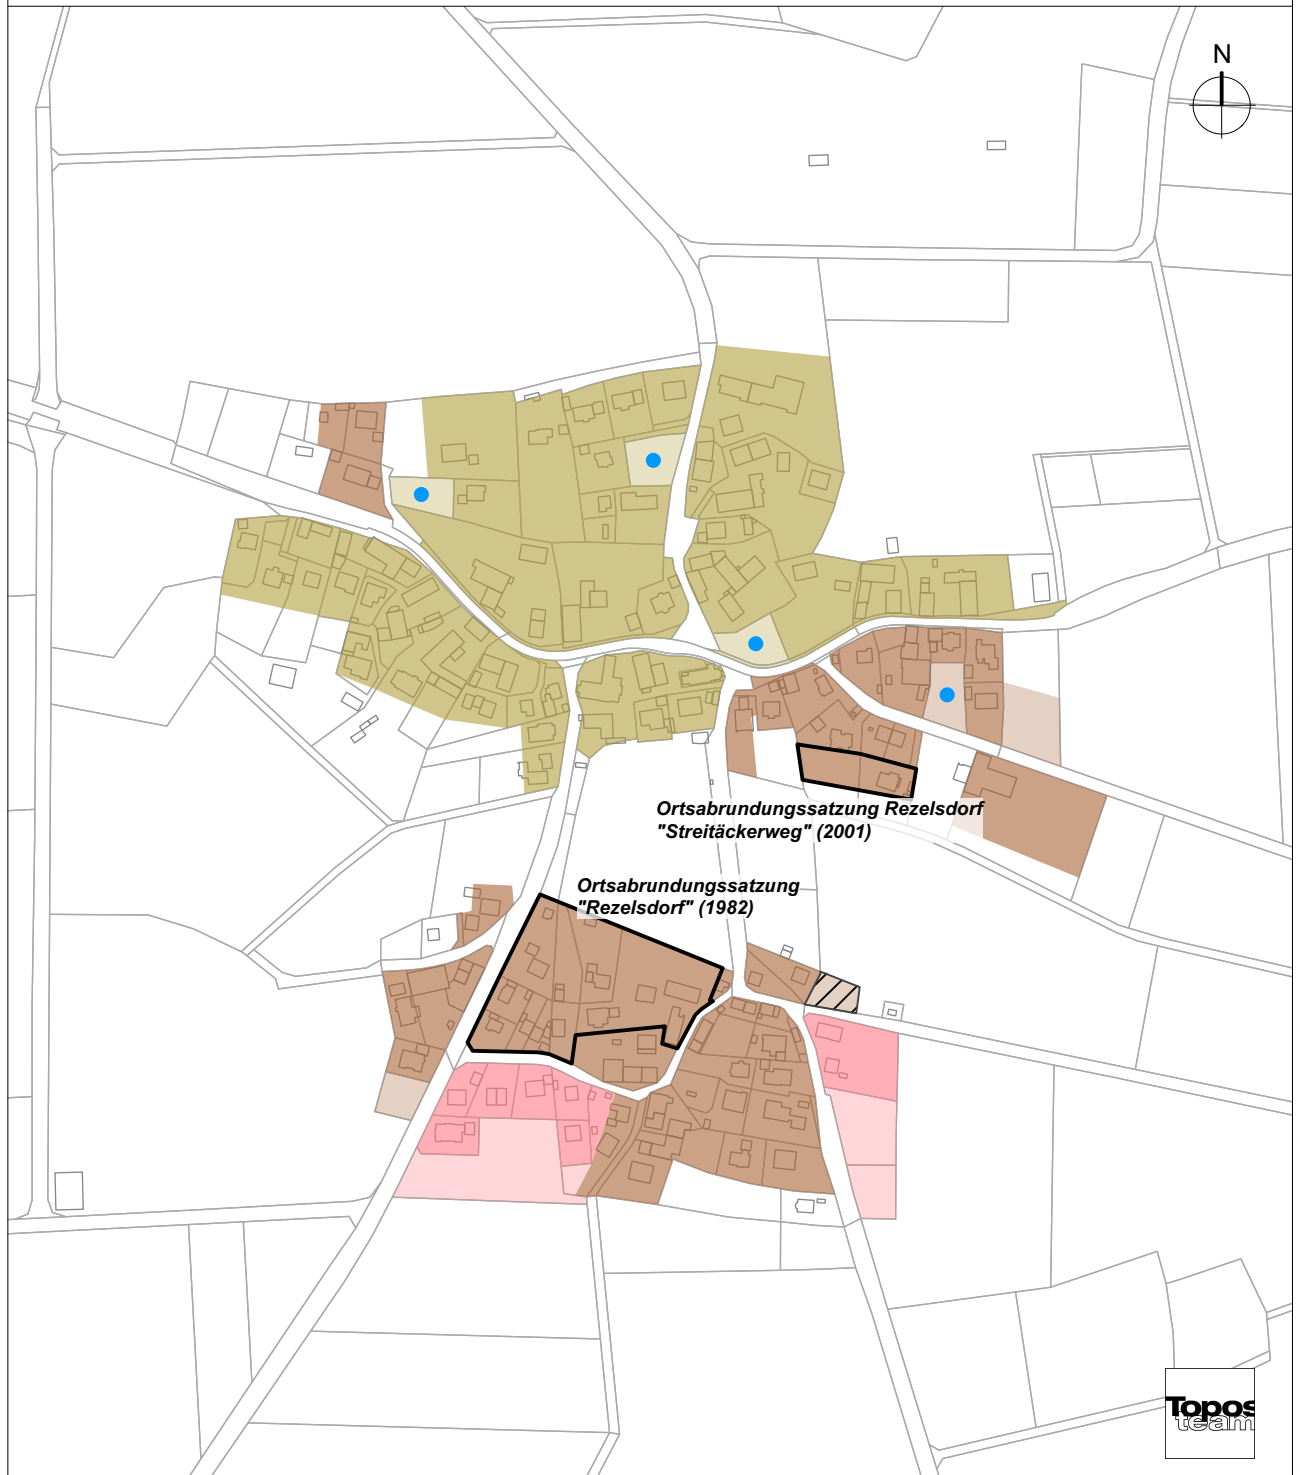 N
Ortsabrundungssatzung Rezelsdorf
"Streitäckerweg" (2001)
Ortsabrundungssatzung
"Rezelsdorf" (1982)
Topos
team